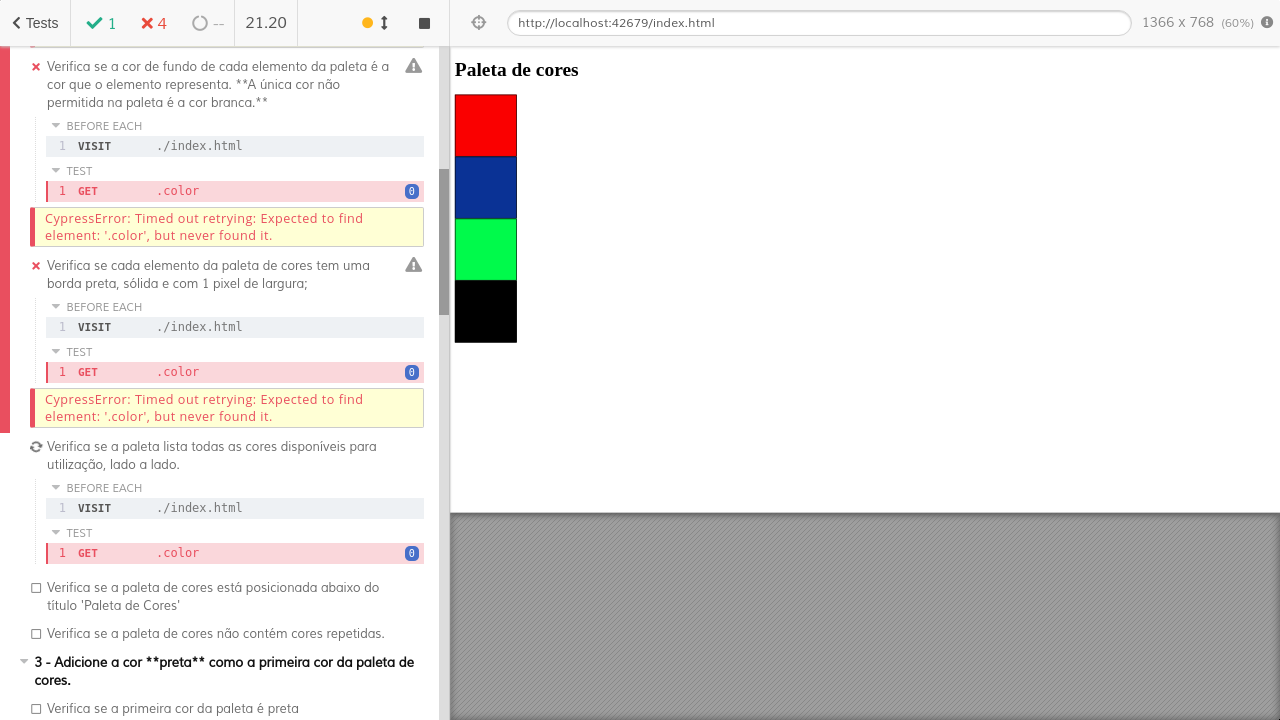 Tests
1
4
--
21.20
http://localhost:42679/index.html
1366 x 768 (60%)
Verifica se a cor de fundo de cada elemento da paleta é a
cor que o elemento representa. **A única cor não
permitida na paleta é a cor branca.**
BEFORE EACH
1 VISIT ./index.html
TEST
1 GET .color 0
CypressError: Timed out retrying: Expected to find
element: '.color', but never found it.
Verifica se cada elemento da paleta de cores tem uma
borda preta, sólida e com 1 pixel de largura;
BEFORE EACH
1 VISIT ./index.html
TEST
1 GET .color 0
CypressError: Timed out retrying: Expected to find
element: '.color', but never found it.
Verifica se a paleta lista todas as cores disponíveis para
utilização, lado a lado.
BEFORE EACH
1 VISIT ./index.html
TEST
1 GET .color 0
Verifica se a paleta de cores está posicionada abaixo do
título 'Paleta de Cores'
Verifica se a paleta de cores não contém cores repetidas.
3 - Adicione a cor **preta** como a primeira cor da paleta de
cores.
Verifica se a primeira cor da paleta é preta
Paleta de cores